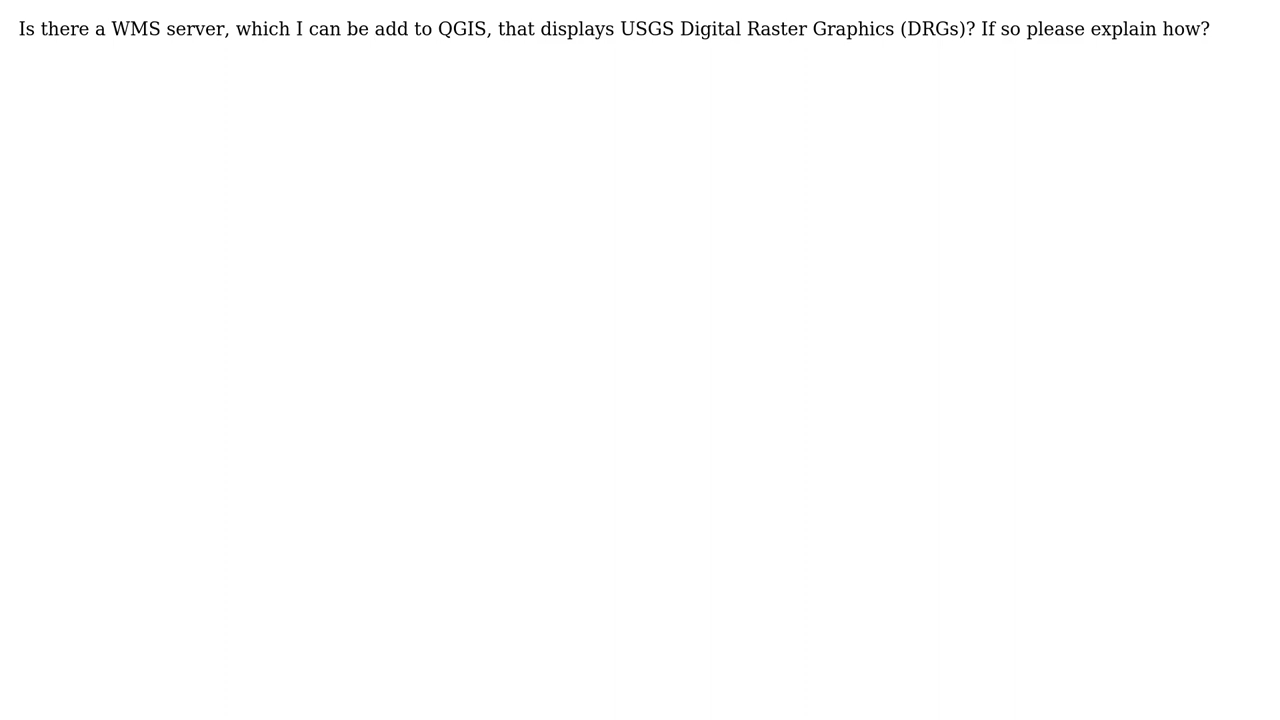 Is there a WMS server, which I can be add to QGIS, that displays USGS Digital Raster Graphics (DRGs)? If so please explain how?